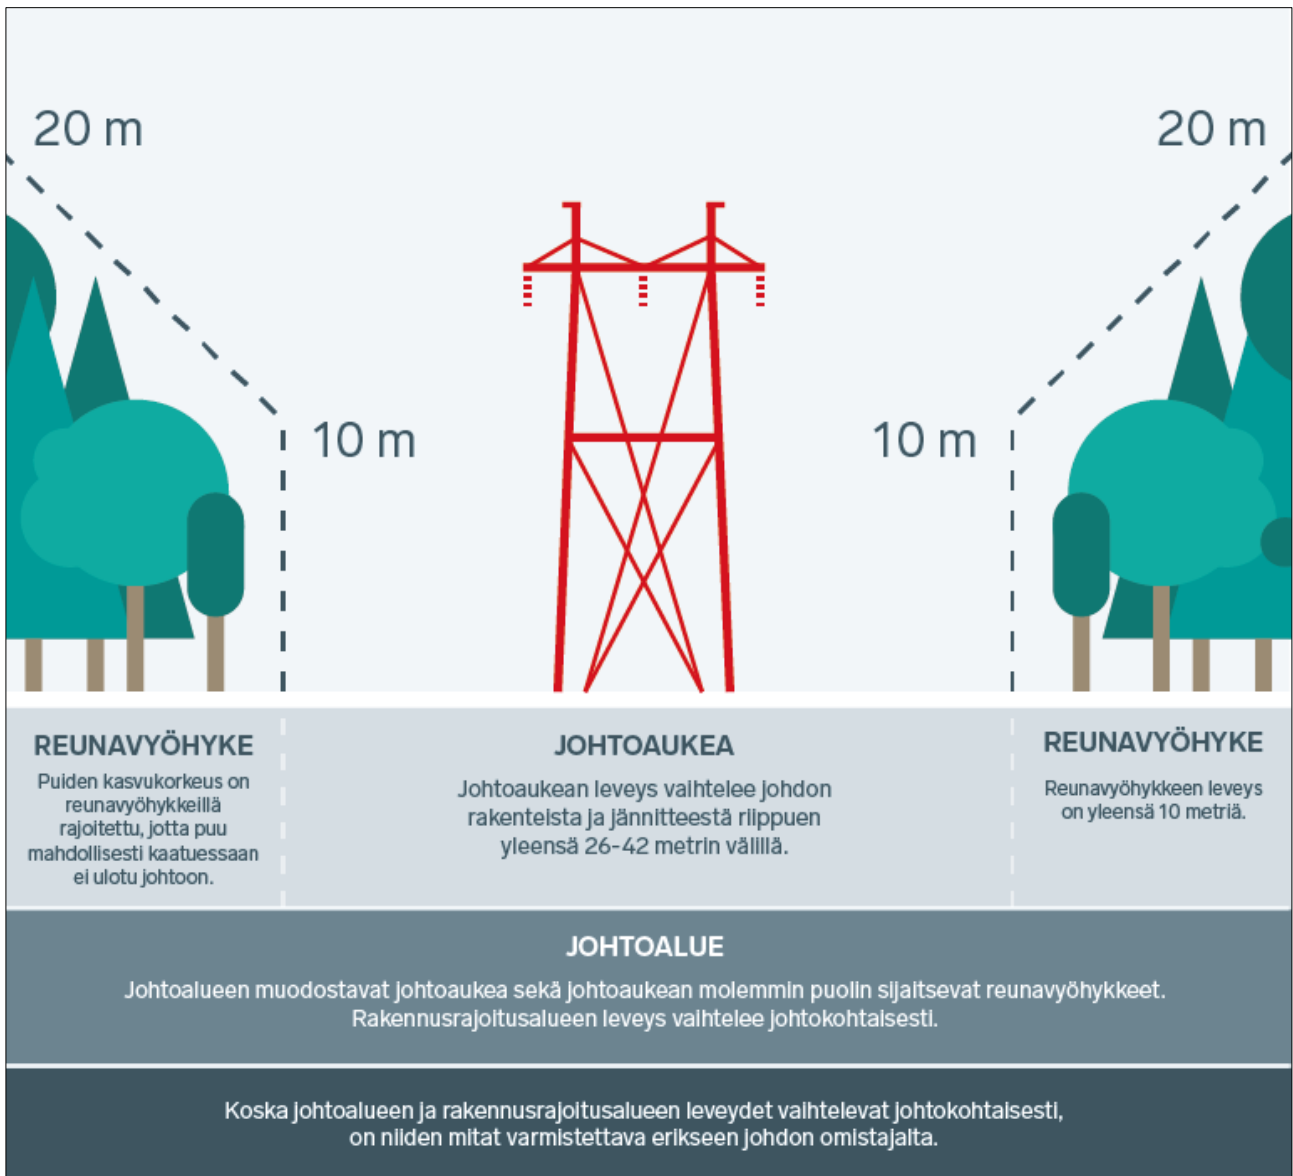 20 m
20 m
10 m
10 m
REUNAVYÖHYKE
Puiden kasvukorkeus on
reunavyöhykkeillä
rajoitettu, jotta puu
mahdollisesti kaatuessaan
ei ulotu johtoon.
JOHTOAUKEA
Johtoaukean leveys vaihtelee johdon
rakenteista ja jännitteestä riippuen
yleensä 26-42 metrin välillä.
REUNAVYÖHYKE
Reunavyöhykkeen leveys
on yleensä 10 metriä.
JOHTOALUE
Johtoalueen muodostavat johtoaukea sekä johtoaukean molemmin puolin sijaitsevat reunavyöhykkeet.
Rakennusrajoitusalueen leveys vaihtelee johtokohtaisesti.
Koska johtoalueen ja rakennusrajoitusalueen leveydet vaihtelevat johtokohtaisesti,
on niiden mitat varmistettava erikseen johdon omistajalta.